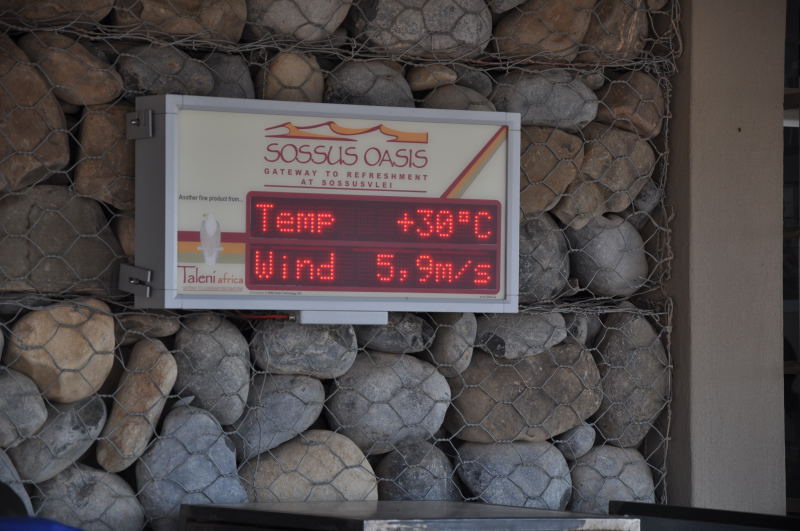 SOSSUS OASIS
GATEWAY TO REFRESHMENT
AT SOSSUSVLEI
Another fine product from...
Temp +30°C
Wind 5,9m/s
Taleni africa